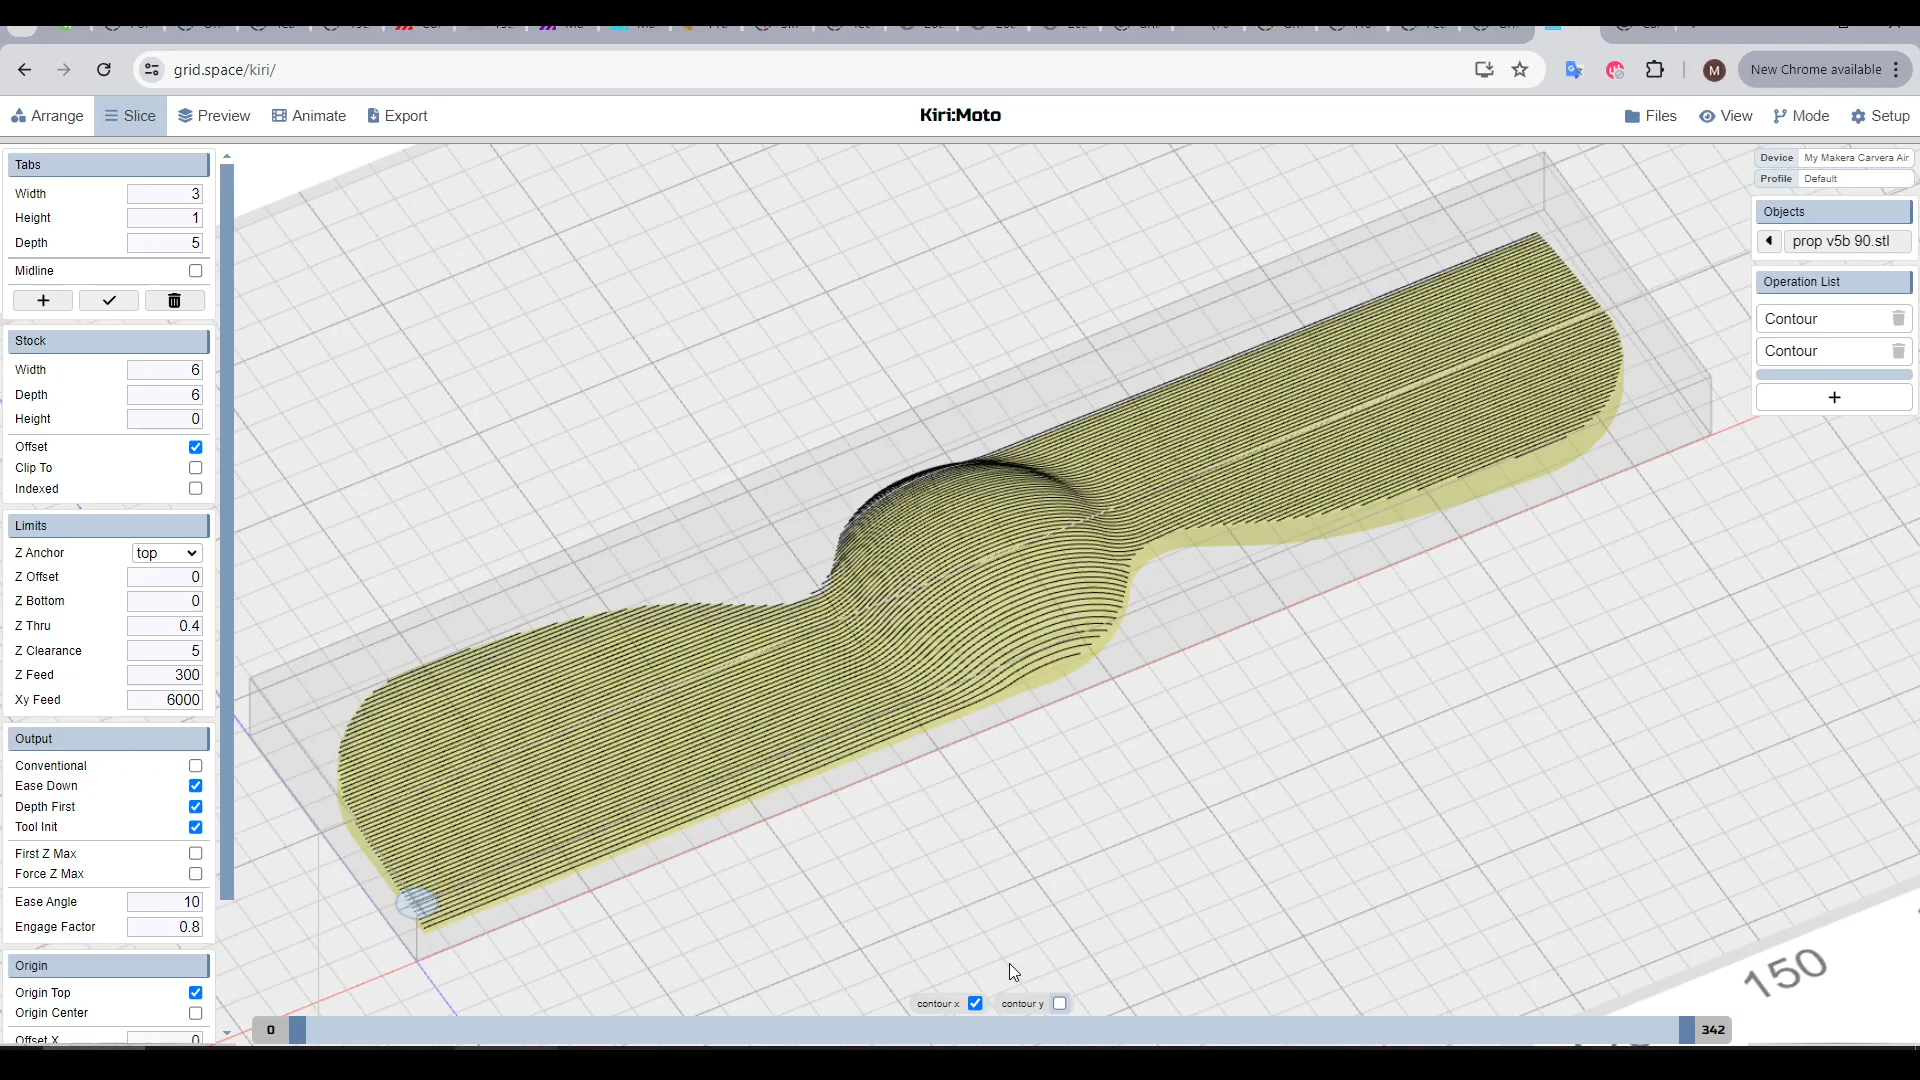 grid.space/kiri/
M
New Chrome available
Arrange
Slice
Preview
Animate
Export
Kiri:Moto
Files
View
Mode
Setup
Tabs
Width 3
Height 1
Depth 5
Midline
Stock
Width 6
Depth 6
Height 0
Offset
Clip To
Indexed
Limits
Z Anchor top
Z Offset 0
Z Bottom 0
Z Thru 0.4
Z Clearance 5
Z Feed 300
Xy Feed 6000
Output
Conventional
Ease Down
Depth First
Tool Init
First Z Max
Force Z Max
Ease Angle 10
Engage Factor 0.8
Origin
Origin Top
Origin Center
Offset X 0
Device My Makera Carvera Air
Profile Default
Objects
prop v5b 90.stl
Operation List
Contour
Contour
+
150
contour x
contour y
0
342